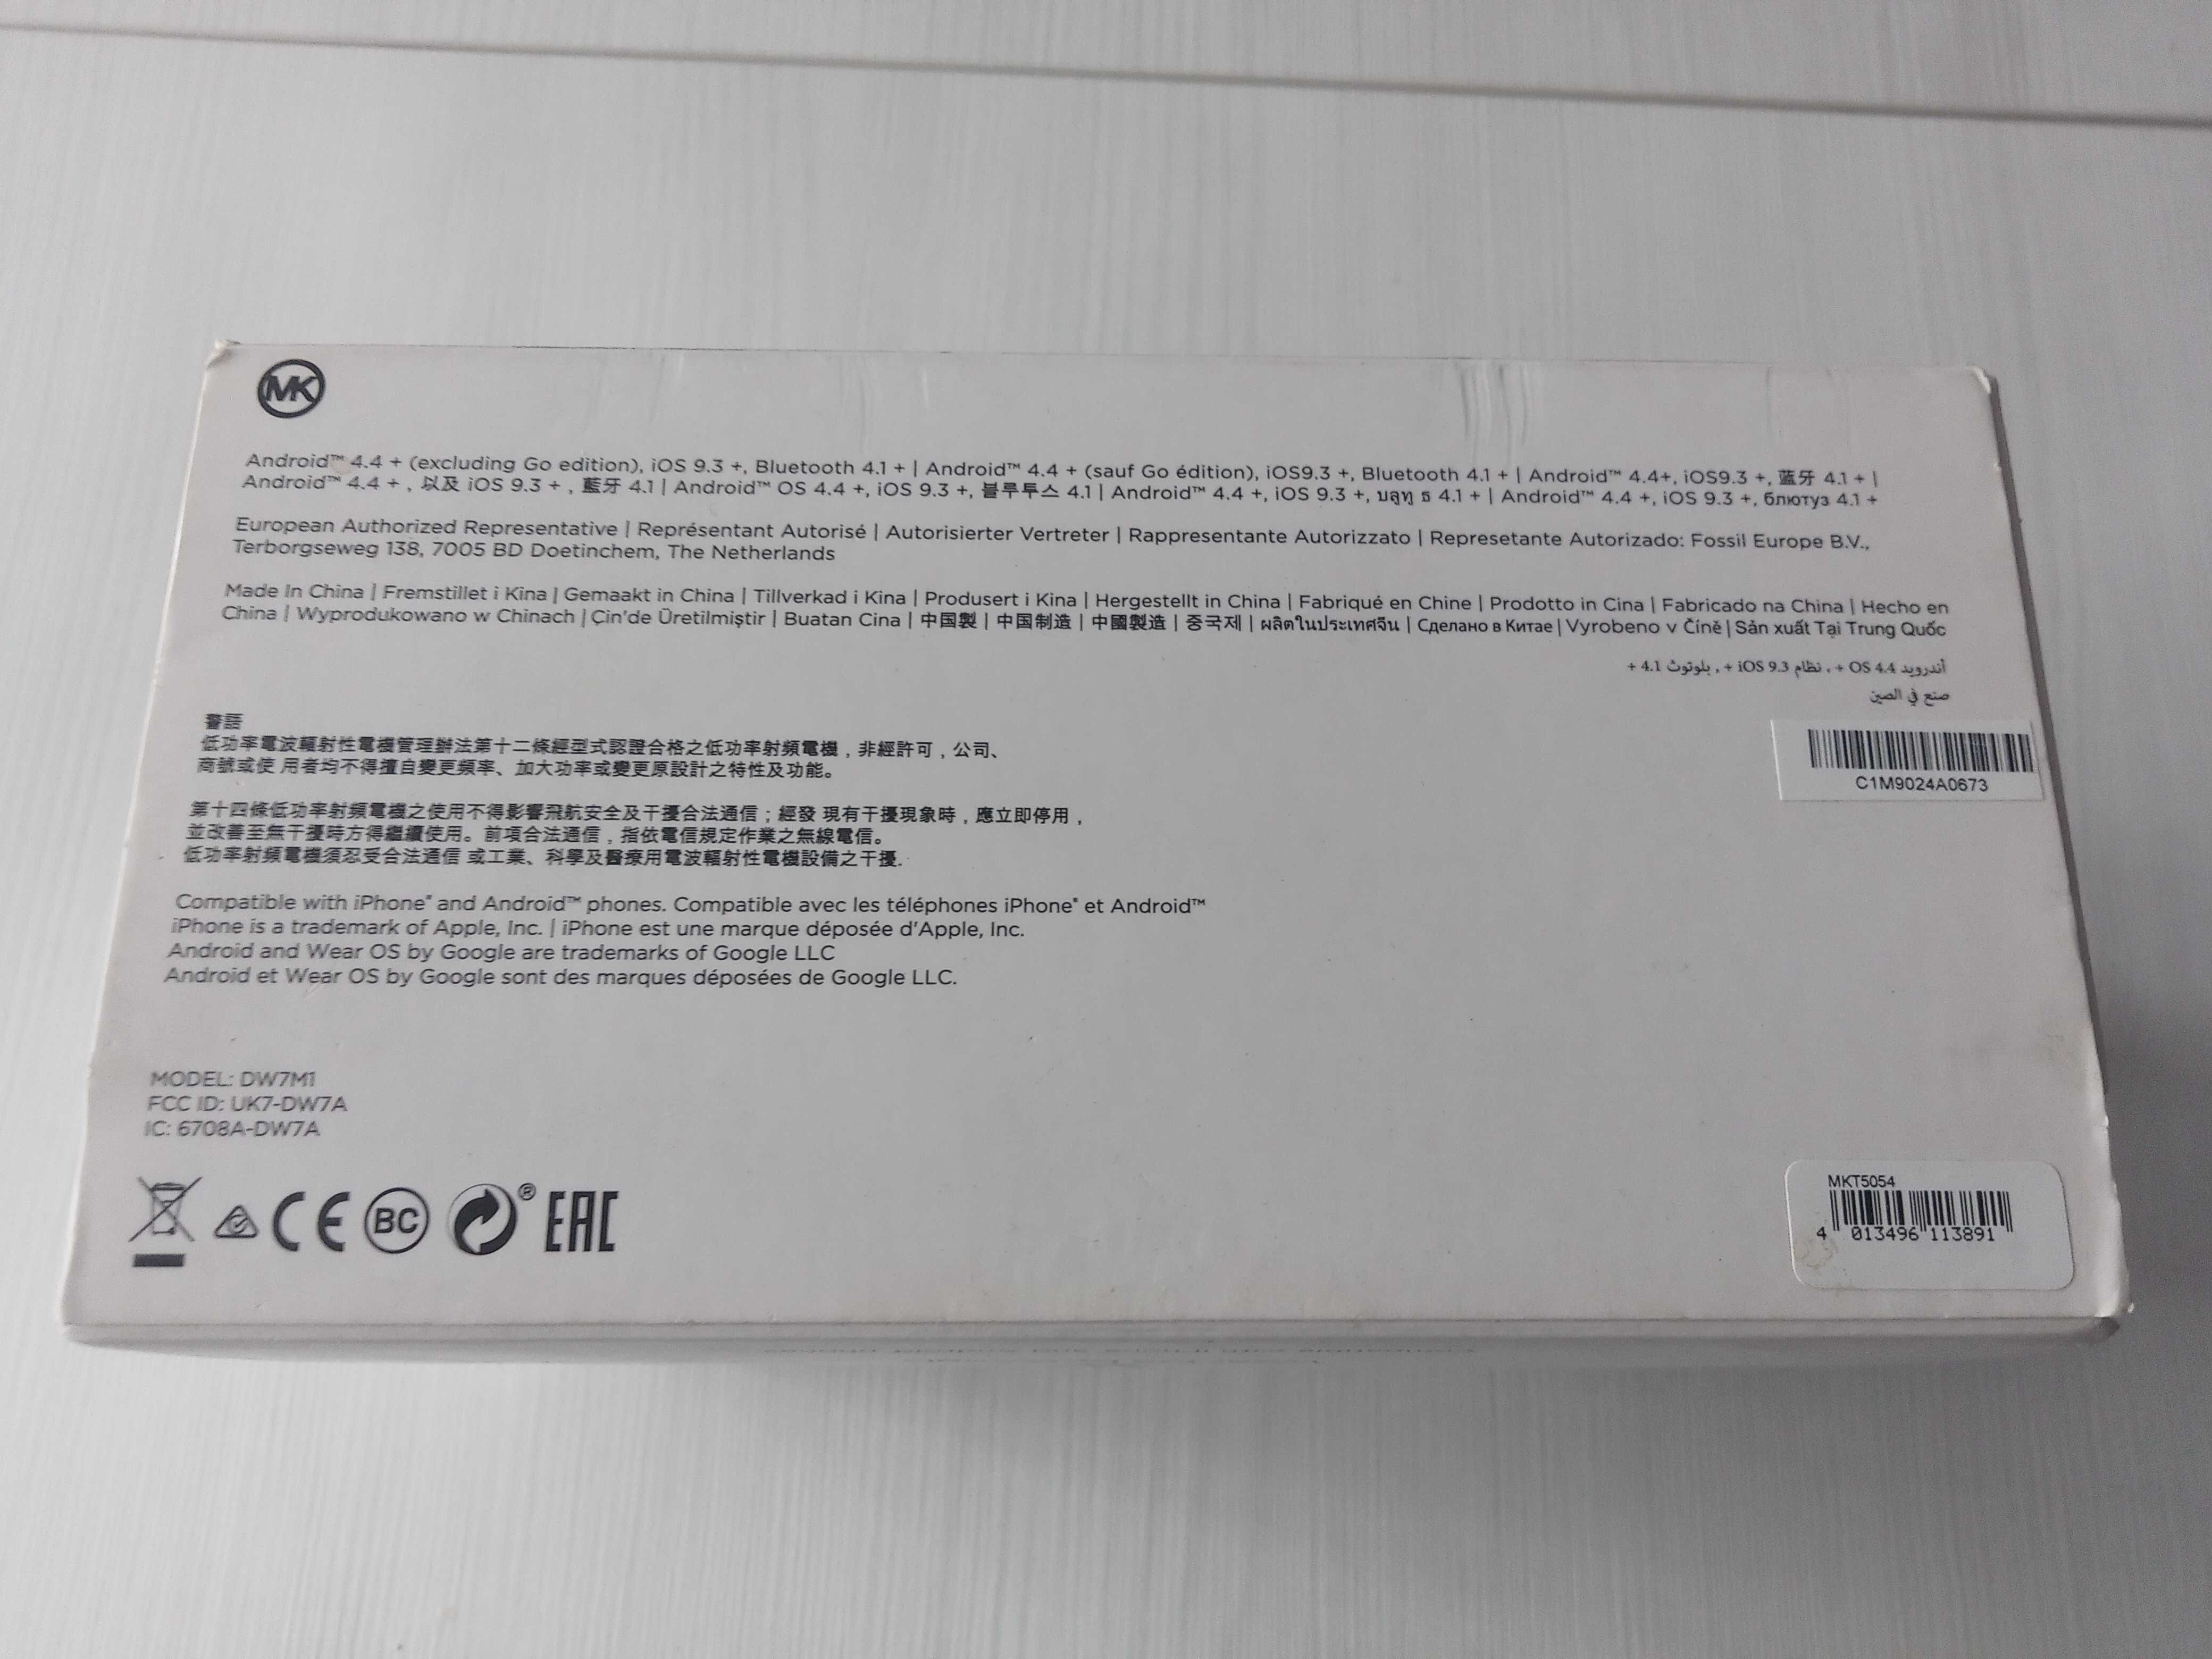 MK
Android™ 4.4 + (excluding Go edition), iOS 9.3 +, Bluetooth 4.1 + | Android™ 4.4 + (sauf Go édition), iOS9.3 +, Bluetooth 4.1 + | Android™ 4.4+, iOS9.3 +, 蓝牙 4.1 + |
Android™ 4.4 + , 以及 iOS 9.3 + , 藍牙 4.1 | Android™ OS 4.4 +, iOS 9.3 +, 블루투스 4.1 | Android™ 4.4 +, iOS 9.3 +, บลูทู ธ 4.1 + | Android™ 4.4 +, iOS 9.3 +, блютуз 4.1 +
European Authorized Representative | Représentant Autorisé | Autorisierter Vertreter | Rappresentante Autorizzato | Represetante Autorizado: Fossil Europe B.V.,
Terborgseweg 138, 7005 BD Doetinchem, The Netherlands
Made In China | Fremstillet i Kina | Gemaakt in China | Tillverkad i Kina | Produsert i Kina | Hergestellt in China | Fabriqué en Chine | Prodotto in Cina | Fabricado na China | Hecho en
China | Wyprodukowano w Chinach | Çin'de Üretilmiştir | Buatan Cina | 中国製 | 中国制造 | 中國製造 | 중국제 | ผลิตในประเทศจีน | Сделано в Китае | Vyrobeno v Číně | Sản xuất Tại Trung Quốc
أندرويد OS 4.4 + ، نظام iOS 9.3 + ، بلوتوث 4.1 +
صنع في الصين
警語
低功率電波輻射性電機管理辦法第十二條經型式認證合格之低功率射頻電機，非經許可，公司、
商號或使 用者均不得擅自變更頻率、加大功率或變更原設計之特性及功能。
C1M9024A0673
第十四條低功率射頻電機之使用不得影響飛航安全及干擾合法通信；經發 現有干擾現象時，應立即停用，
並改善至無干擾時方得繼續使用。前項合法通信，指依電信規定作業之無線電信。
低功率射頻電機須忍受合法通信 或工業、科學及醫療用電波輻射性電機設備之干擾.
Compatible with iPhone® and Android™ phones. Compatible avec les téléphones iPhone® et Android™
iPhone is a trademark of Apple, Inc. | iPhone est une marque déposée d'Apple, Inc.
Android and Wear OS by Google are trademarks of Google LLC
Android et Wear OS by Google sont des marques déposées de Google LLC.
MODEL: DW7M1
FCC ID: UK7-DW7A
IC: 6708A-DW7A
CE BC ® EAC
MKT5054
4 013496 113891